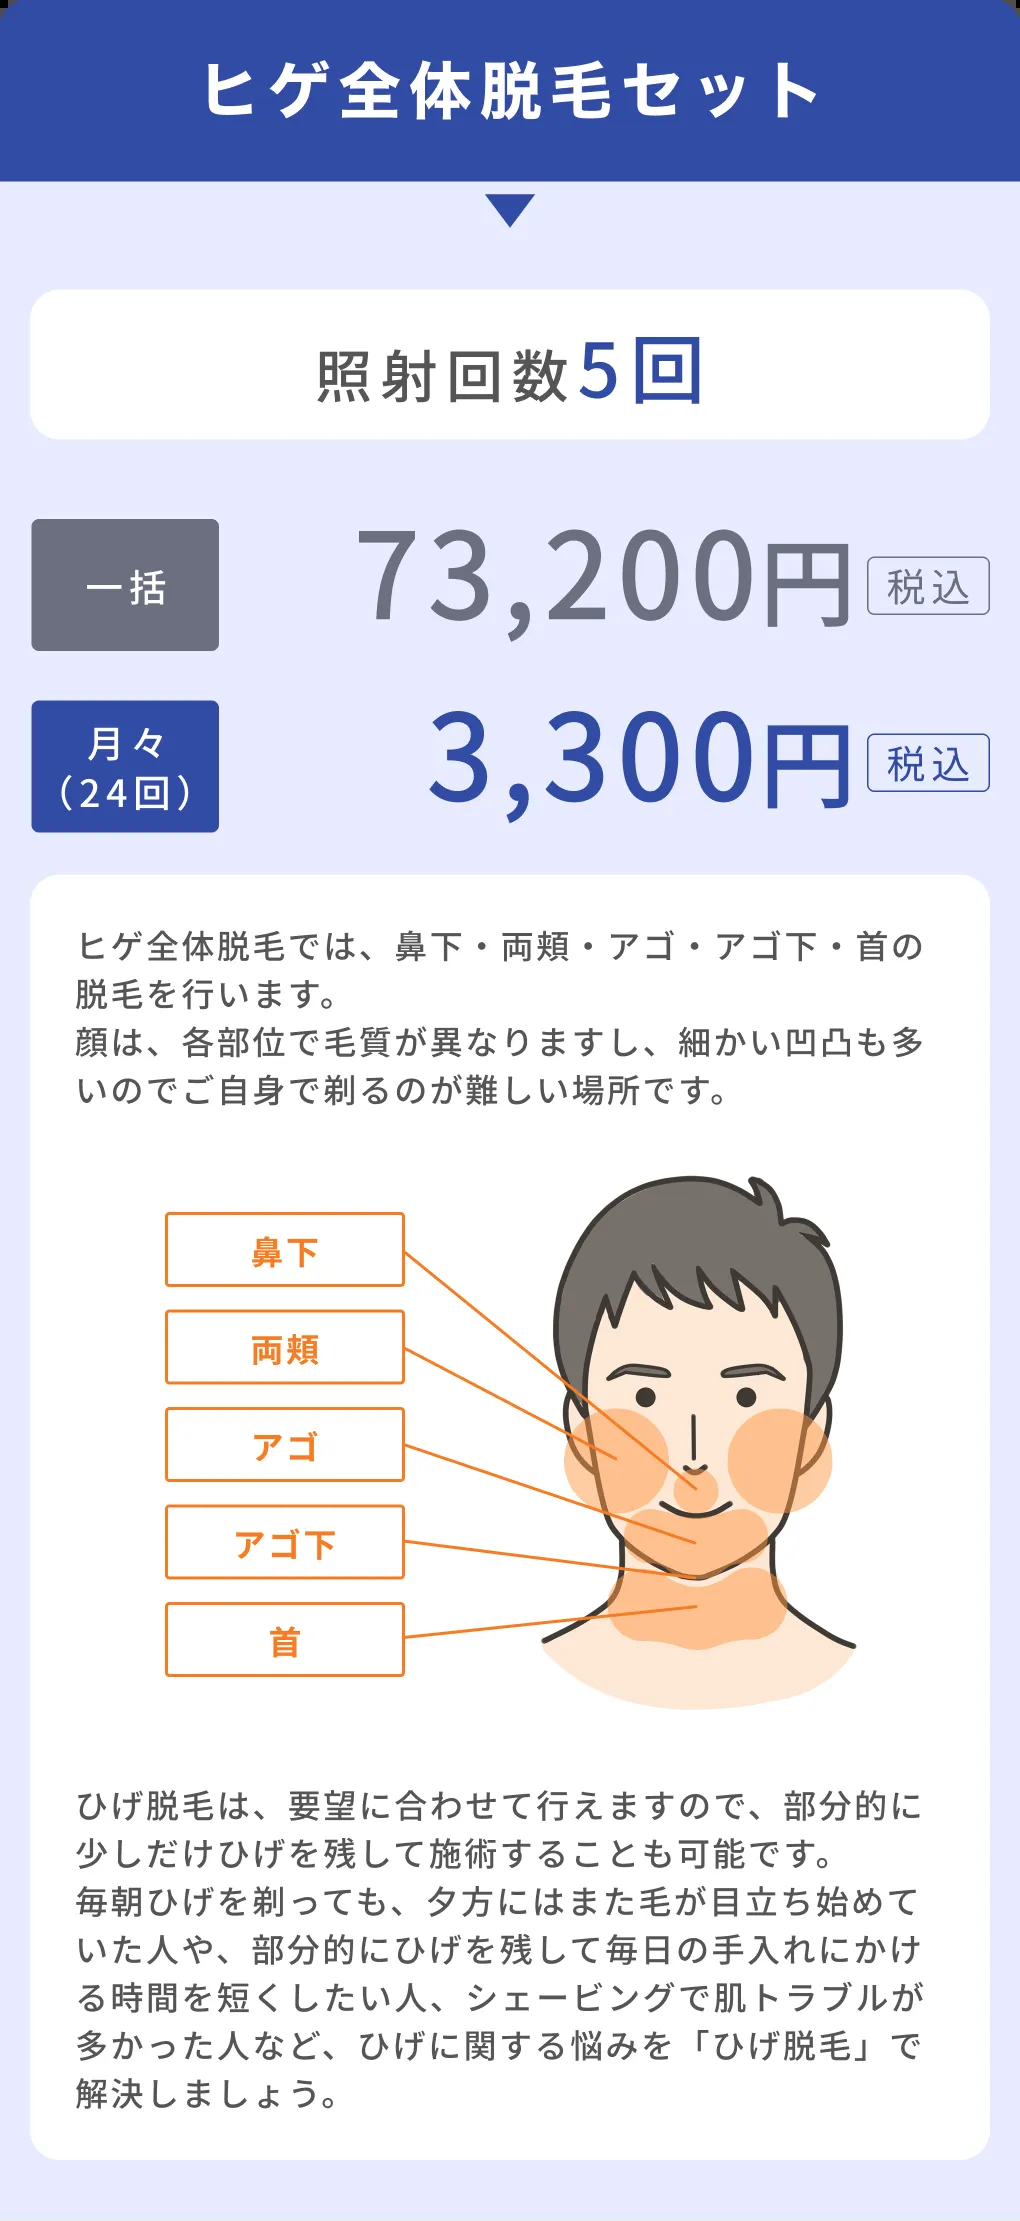 ヒゲ全体脱毛セット
照射回数5回
一括
73,200円 税込
月々
（24回）
3,300円 税込
ヒゲ全体脱毛では、鼻下・両頬・アゴ・アゴ下・首の
脱毛を行います。
顔は、各部位で毛質が異なりますし、細かい凹凸も多
いのでご自身で剃るのが難しい場所です。
鼻下
両頬
アゴ
アゴ下
首
ひげ脱毛は、要望に合わせて行えますので、部分的に
少しだけひげを残して施術することも可能です。
毎朝ひげを剃っても、夕方にはまた毛が目立ち始めて
いた人や、部分的にひげを残して毎日の手入れにかけ
る時間を短くしたい人、シェービングで肌トラブルが
多かった人など、ひげに関する悩みを「ひげ脱毛」で
解決しましょう。